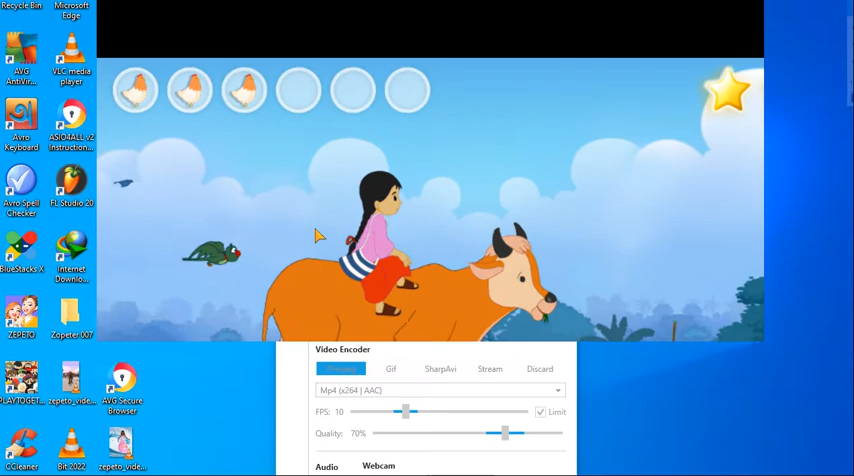 Recycle Bin
Microsoft
Edge
AVG
AntiVir...
VLC media
player
Avro
Keyboard
ASIO4ALL v2
Instruction...
Avro Spell
Checker
FL Studio 20
BlueStacks X
Internet
Downlo...
ZEPETO
Zopeter 007
PLAYTOGET...
zepeto_vide...
AVG Secure
Browser
CCleaner
Bit 2022
zepeto_vide...
Video Encoder
Gif
SharpAvi
Stream
Discard
Mp4 (x264 | AAC)
FPS: 10
Limit
Quality: 70%
Audio
Webcam